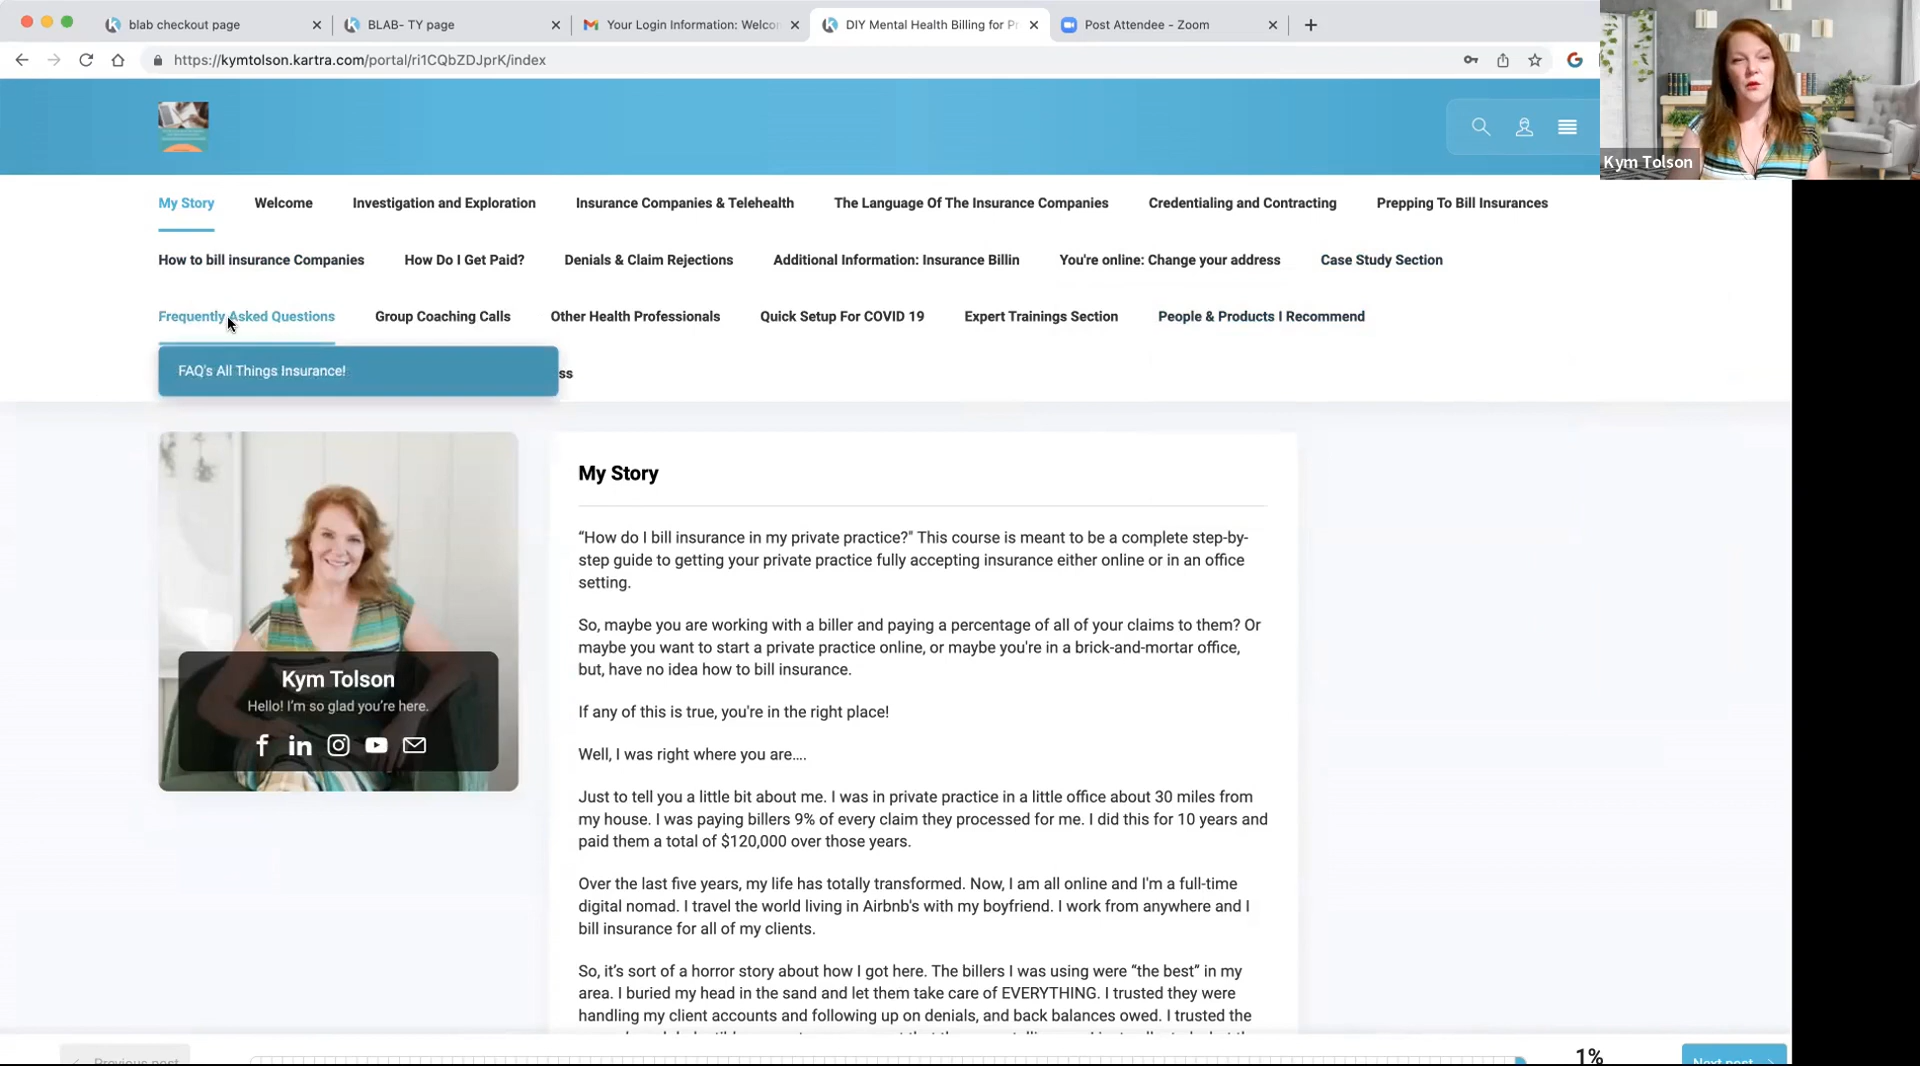 blab checkout page
BLAB- TY page
Your Login Information: Welcon
DIY Mental Health Billing for Pr
Post Attendee - Zoom
https://kymtolson.kartra.com/portal/ri1CQbZDJprK/index
Kym Tolson
My Story Welcome Investigation and Exploration Insurance Companies & Telehealth The Language Of The Insurance Companies Credentialing and Contracting Prepping To Bill Insurances
How to bill insurance Companies How Do I Get Paid? Denials & Claim Rejections Additional Information: Insurance Billin You're online: Change your address Case Study Section
Frequently Asked Questions Group Coaching Calls Other Health Professionals Quick Setup For COVID 19 Expert Trainings Section People & Products I Recommend
FAQ's All Things Insurance!
ss
Kym Tolson
Hello! I'm so glad you're here.
My Story
“How do I bill insurance in my private practice?" This course is meant to be a complete step-by-
step guide to getting your private practice fully accepting insurance either online or in an office
setting.
So, maybe you are working with a biller and paying a percentage of all of your claims to them? Or
maybe you want to start a private practice online, or maybe you're in a brick-and-mortar office,
but, have no idea how to bill insurance.
If any of this is true, you're in the right place!
Well, I was right where you are....
Just to tell you a little bit about me. I was in private practice in a little office about 30 miles from
my house. I was paying billers 9% of every claim they processed for me. I did this for 10 years and
paid them a total of $120,000 over those years.
Over the last five years, my life has totally transformed. Now, I am all online and I'm a full-time
digital nomad. I travel the world living in Airbnb's with my boyfriend. I work from anywhere and I
bill insurance for all of my clients.
So, it's sort of a horror story about how I got here. The billers I was using were “the best” in my
area. I buried my head in the sand and let them take care of EVERYTHING. I trusted they were
handling my client accounts and following up on denials, and back balances owed. I trusted the
Previous post
1%
Next post